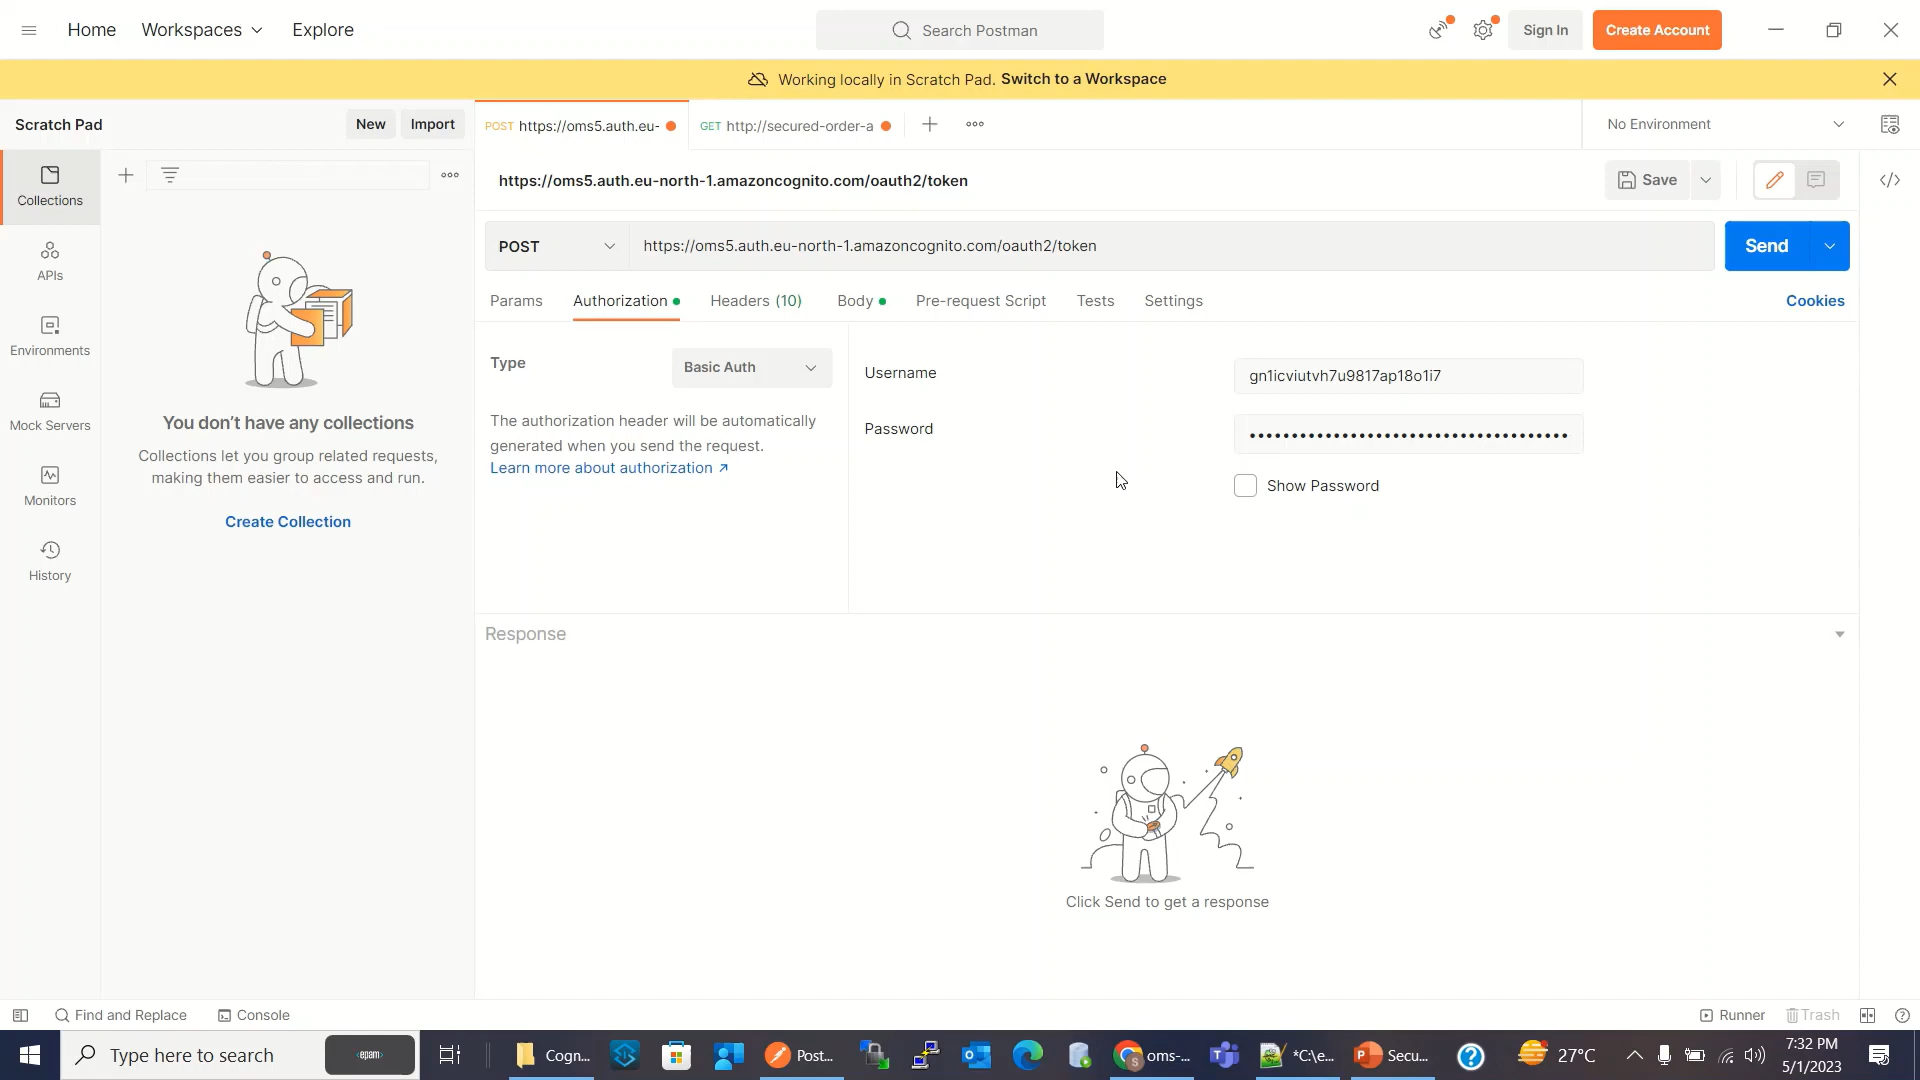 Home
Workspaces
Explore
Search Postman
Sign In
Create Account
Working locally in Scratch Pad. Switch to a Workspace
Scratch Pad
New
Import
POST https://oms5.auth.eu-
GET http://secured-order-a
No Environment
Collections
APIs
Environments
Mock Servers
Monitors
History
You don’t have any collections
Collections let you group related requests,
making them easier to access and run.
Create Collection
https://oms5.auth.eu-north-1.amazoncognito.com/oauth2/token
Save
POST
https://oms5.auth.eu-north-1.amazoncognito.com/oauth2/token
Send
Params
Authorization
Headers (10)
Body
Pre-request Script
Tests
Settings
Cookies
Type
Basic Auth
The authorization header will be automatically
generated when you send the request.
Learn more about authorization ↗
Username
gn1icviutvh7u9817ap18o1i7
Password
••••••••••••••••••••••••••••••••••••••
Show Password
Response
Click Send to get a response
Find and Replace
Console
Runner
Trash
Type here to search
<epam>
Cogn...
Post...
oms-...
*C:\e...
Secu...
27°C
7:32 PM
5/1/2023